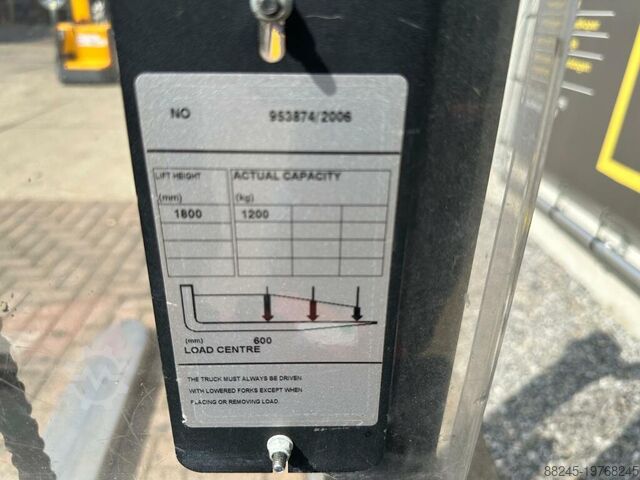 NO 953874/2006
LIFT HEIGHT ACTUAL CAPACITY
(mm) (kg)
1800 1200
(mm) 600
LOAD CENTRE
THE TRUCK MUST ALWAYS BE DRIVEN
WITH LOWERED FORKS EXCEPT WHEN
PLACING OR REMOVING LOAD.
88245-19768245